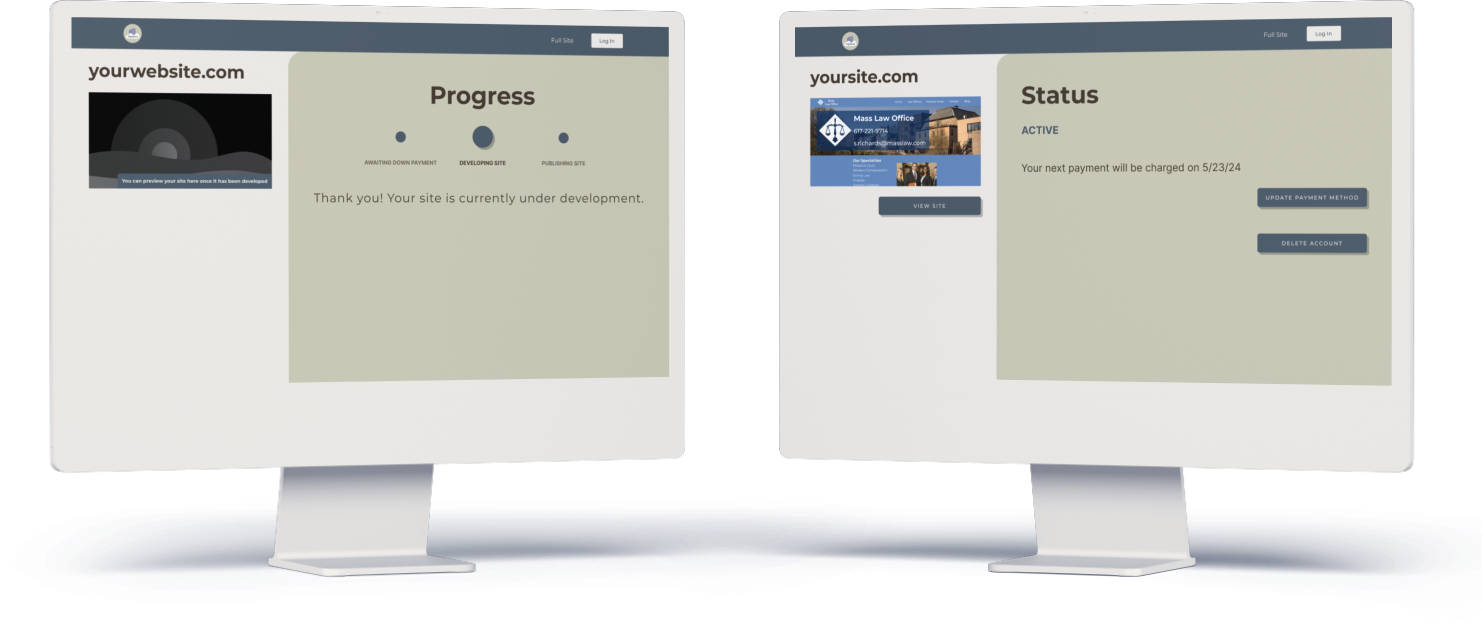 Full Site
Log In
yourwebsite.com
You can preview your site here once it has been developed
Progress
AWAITING DOWN PAYMENT
DEVELOPING SITE
PUBLISHING SITE
Thank you! Your site is currently under development.
Full Site
Log In
yoursite.com
Mass Law Office
617-221-9714
s.richards@masslaw.com
Our Specialties
VIEW SITE
Status
ACTIVE
Your next payment will be charged on 5/23/24
UPDATE PAYMENT METHOD
DELETE ACCOUNT